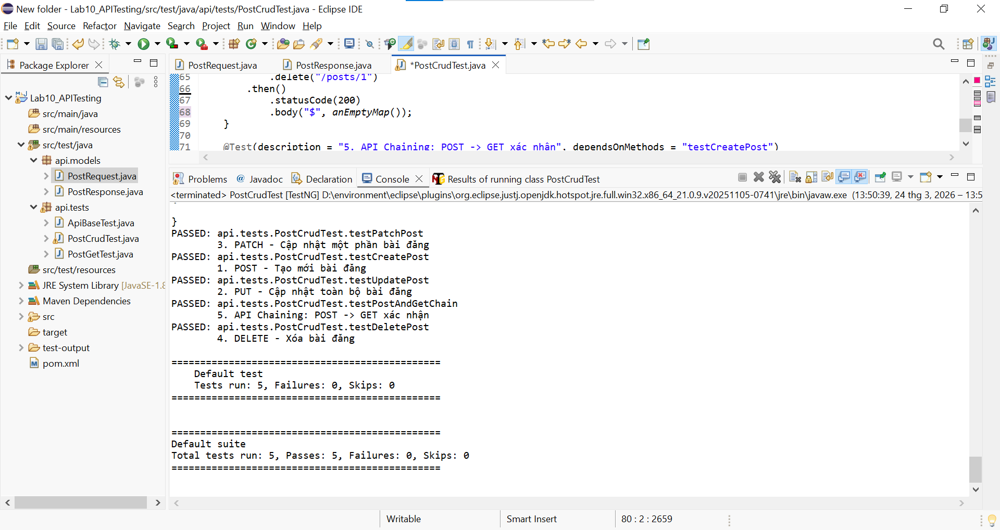 New folder - Lab10_APITesting/src/test/java/api/tests/PostCrudTest.java - Eclipse IDE
File Edit Source Refactor Navigate Search Project Run Window Help
Package Explorer
Lab10_APITesting
src/main/java
src/main/resources
src/test/java
api.models
PostRequest.java
PostResponse.java
api.tests
ApiBaseTest.java
PostCrudTest.java
PostGetTest.java
src/test/resources
JRE System Library [JavaSE-1.8
Maven Dependencies
src
target
test-output
pom.xml
PostRequest.java PostResponse.java *PostCrudTest.java
65 .delete("/posts/1")
66 .then()
67 .statusCode(200)
68 .body("$", anEmptyMap());
69 }
70
71 @Test(description = "5. API Chaining: POST -> GET xác nhận", dependsOnMethods = "testCreatePost")
Problems @ Javadoc Declaration Console Results of running class PostCrudTest
<terminated> PostCrudTest [TestNG] D:\environment\eclipse\plugins\org.eclipse.justj.openjdk.hotspot.jre.full.win32.x86_64_21.0.9.v20251105-0741\jre\bin\javaw.exe (13:50:39, 24 thg 3, 2026 – 13:5
}
PASSED: api.tests.PostCrudTest.testPatchPost
3. PATCH - Cập nhật một phần bài đăng
PASSED: api.tests.PostCrudTest.testCreatePost
1. POST - Tạo mới bài đăng
PASSED: api.tests.PostCrudTest.testUpdatePost
2. PUT - Cập nhật toàn bộ bài đăng
PASSED: api.tests.PostCrudTest.testPostAndGetChain
5. API Chaining: POST -> GET xác nhận
PASSED: api.tests.PostCrudTest.testDeletePost
4. DELETE - Xóa bài đăng
===============================================
Default test
Tests run: 5, Failures: 0, Skips: 0
===============================================
===============================================
Default suite
Total tests run: 5, Passes: 5, Failures: 0, Skips: 0
===============================================
Writable Smart Insert 80 : 2 : 2659